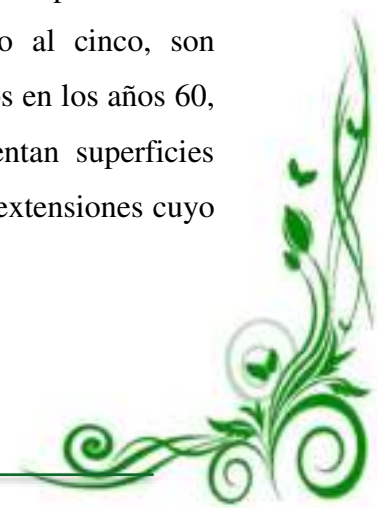 o al cinco, son
s en los años 60,
entan superficies
extensiones cuyo